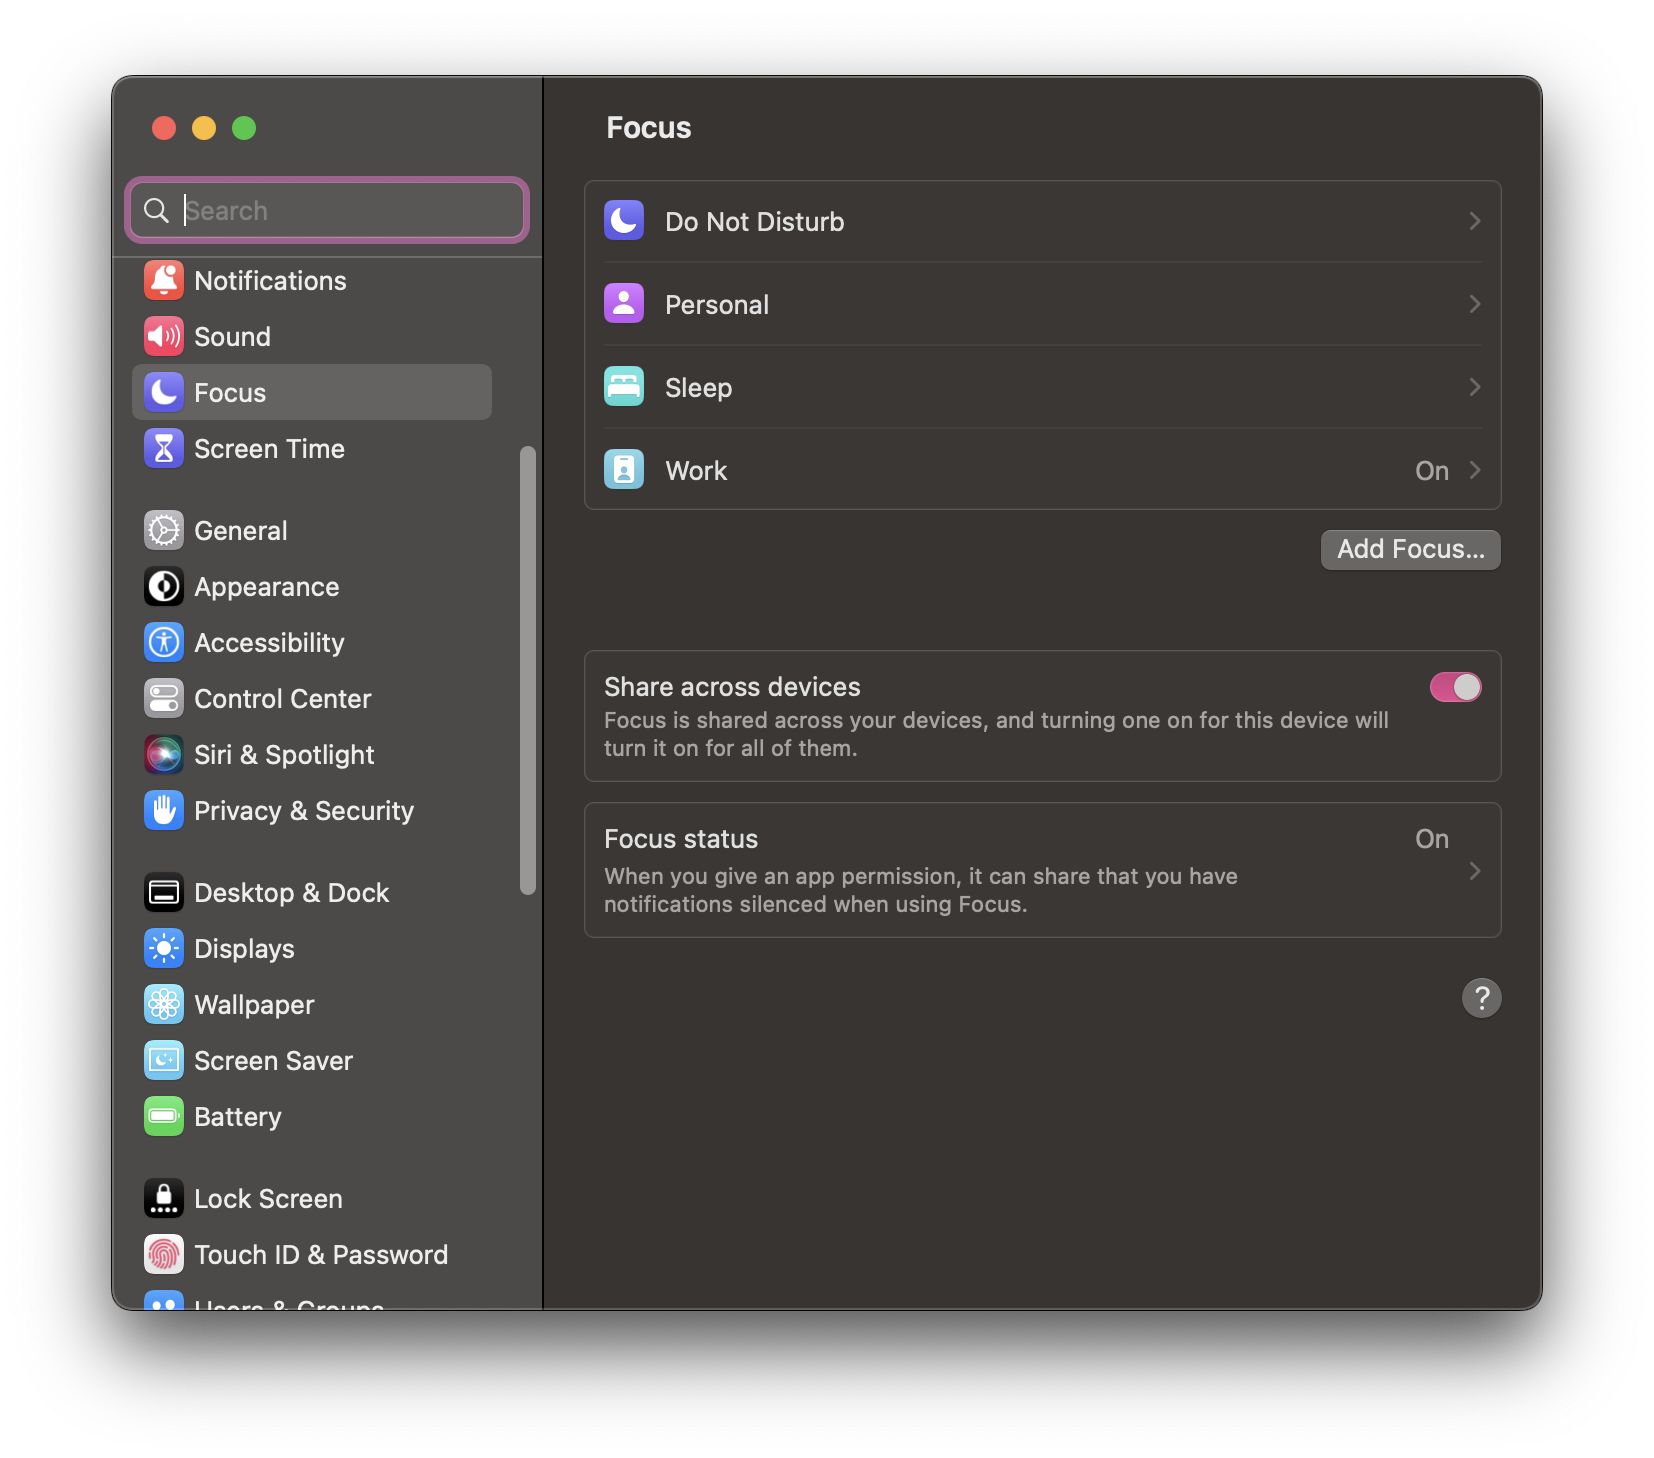 Search
Notifications
Sound
Focus
Screen Time
General
Appearance
Accessibility
Control Center
Siri & Spotlight
Privacy & Security
Desktop & Dock
Displays
Wallpaper
Screen Saver
Battery
Lock Screen
Touch ID & Password
Users & Groups
Focus
Do Not Disturb
Personal
Sleep
Work On
Add Focus...
Share across devices
Focus is shared across your devices, and turning one on for this device will
turn it on for all of them.
Focus status On
When you give an app permission, it can share that you have
notifications silenced when using Focus.
?